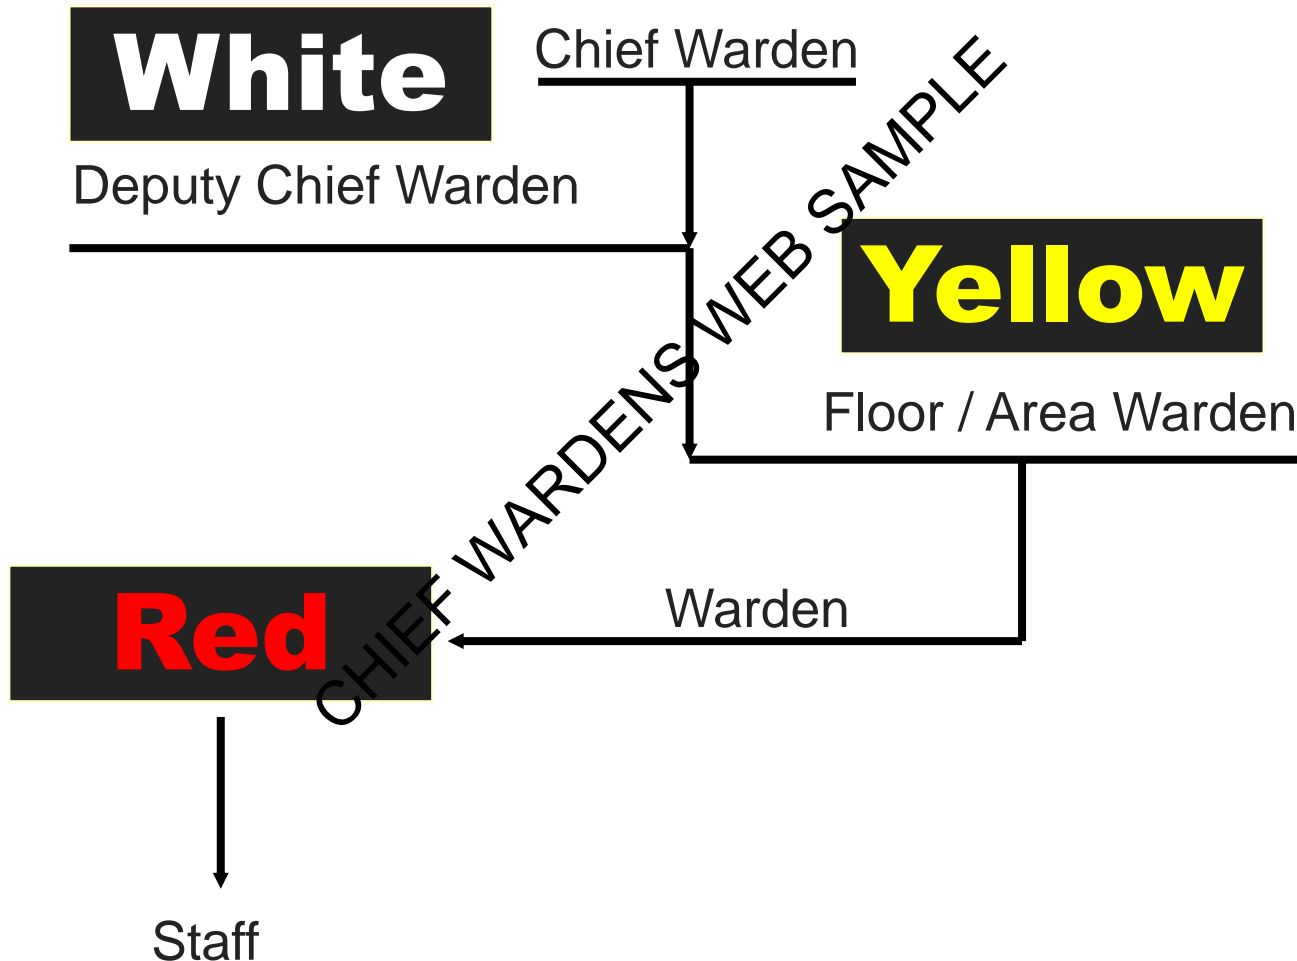 White
Chief Warden
Deputy Chief Warden
Yellow
Floor / Area Warden
Red
Warden
Staff
CHIEF WARDENS WEB SAMPLE